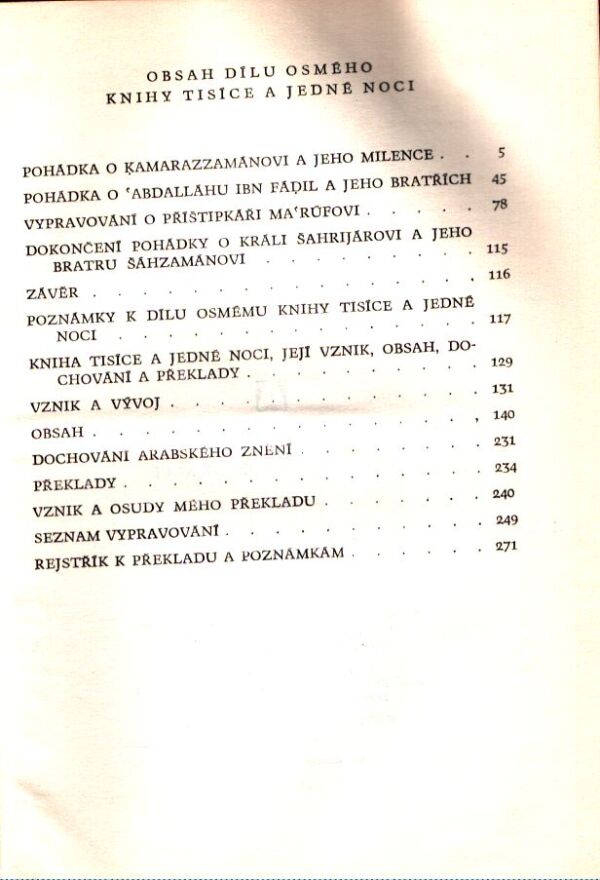 OBSAH DÍLU OSMÉHO
KNIHY TISÍCE A JEDNÉ NOCI
POHÁDKA O ḲAMARAZZAMÁNOVI A JEHO MILENCE . . 5
POHÁDKA O ʿABDALLÁHU IBN FÁḌIL A JEHO BRATŘÍCH 45
VYPRAVOVÁNÍ O PŘÍŠTIPKÁŘI MAʿRÚFOVI . . . . . 78
DOKONČENÍ POHÁDKY O KRÁLI ŠAHRIJÁROVI A JEHO
BRATRU ŠÁHZAMÁNOVI . . . . . . . . 115
ZÁVĚR . . . . . . . . . . . . . . . 116
POZNÁMKY K DÍLU OSMÉMU KNIHY TISÍCE A JEDNÉ
NOCI . . . . . . . . . . . . . . 117
KNIHA TISÍCE A JEDNÉ NOCI, JEJÍ VZNIK, OBSAH, DO-
CHOVÁNÍ A PŘEKLADY . . . . . . . . . 129
VZNIK A VÝVOJ . . . . . . . . . . . . 131
OBSAH . . . . . . . . . . . . . . . 140
DOCHOVÁNÍ ARABSKÉHO ZNĚNÍ . . . . . . . 231
PŘEKLADY . . . . . . . . . . . . . . 234
VZNIK A OSUDY MÉHO PŘEKLADU . . . . . . 240
SEZNAM VYPRAVOVÁNÍ . . . . . . . . . . 249
REJSTŘÍK K PŘEKLADU A POZNÁMKÁM . . . . . 271